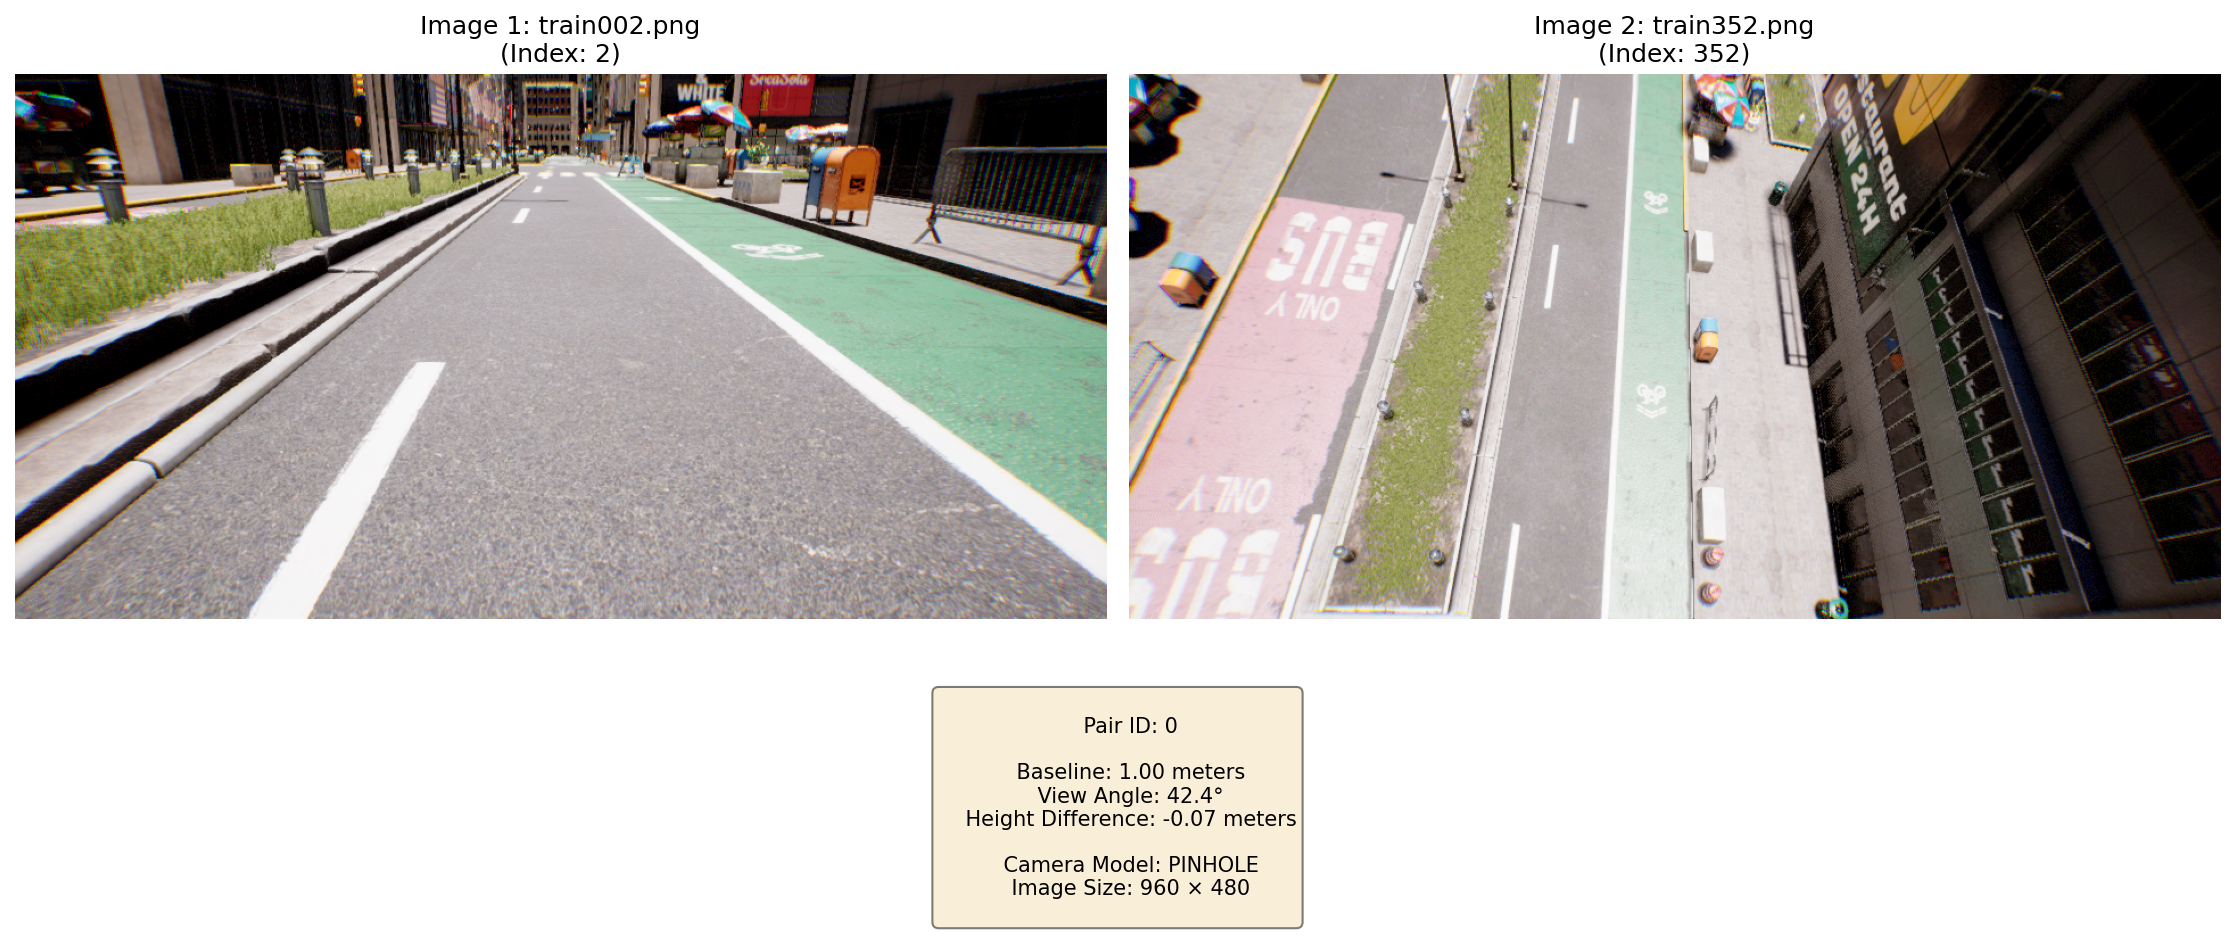 Image 1: train002.png
(Index: 2)
Image 2: train352.png
(Index: 352)
&
WHITE
SocaSola
staurant
OPEN 24H
BUS
ONLY
ONLY
BUS
Pair ID: 0
Baseline: 1.00 meters
View Angle: 42.4°
Height Difference: -0.07 meters
Camera Model: PINHOLE
Image Size: 960 × 480